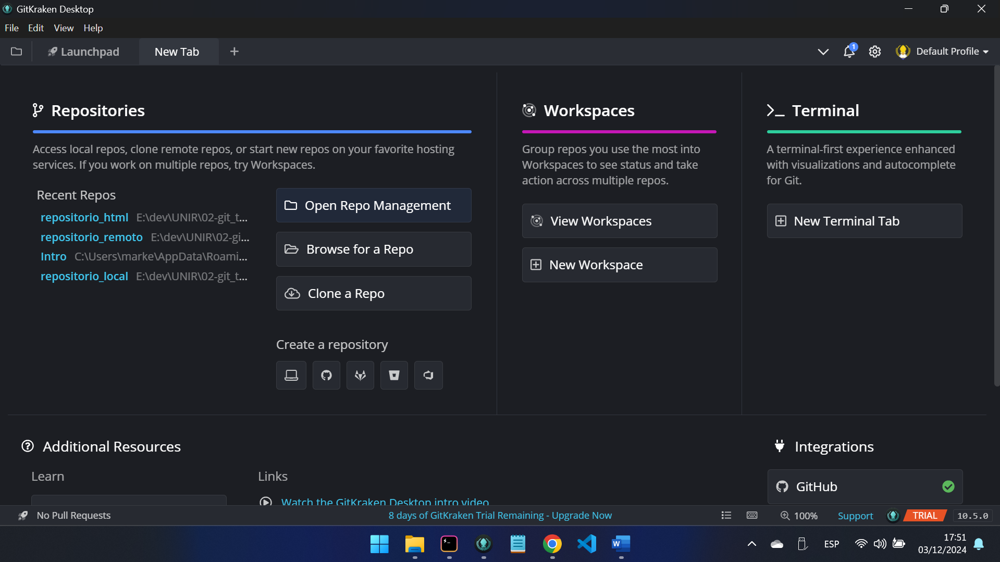 GitKraken Desktop
File Edit View Help
Launchpad New Tab 1 Default Profile
Repositories
Access local repos, clone remote repos, or start new repos on your favorite hosting
services. If you work on multiple repos, try Workspaces.
Recent Repos
repositorio_html E:\dev\UNIR\02-git_t...
repositorio_remoto E:\dev\UNIR\02-gi...
Intro C:\Users\marke\AppData\Roami...
repositorio_local E:\dev\UNIR\02-git_t...
Open Repo Management
Browse for a Repo
Clone a Repo
Create a repository
Workspaces
Group repos you use the most into
Workspaces to see status and take
action across multiple repos.
View Workspaces
New Workspace
Terminal
A terminal-first experience enhanced
with visualizations and autocomplete
for Git.
New Terminal Tab
Additional Resources
Learn
Links
Watch the GitKraken Desktop intro video
Integrations
GitHub
No Pull Requests 8 days of GitKraken Trial Remaining - Upgrade Now 100% Support TRIAL 10.5.0
W ESP 17:51
03/12/2024